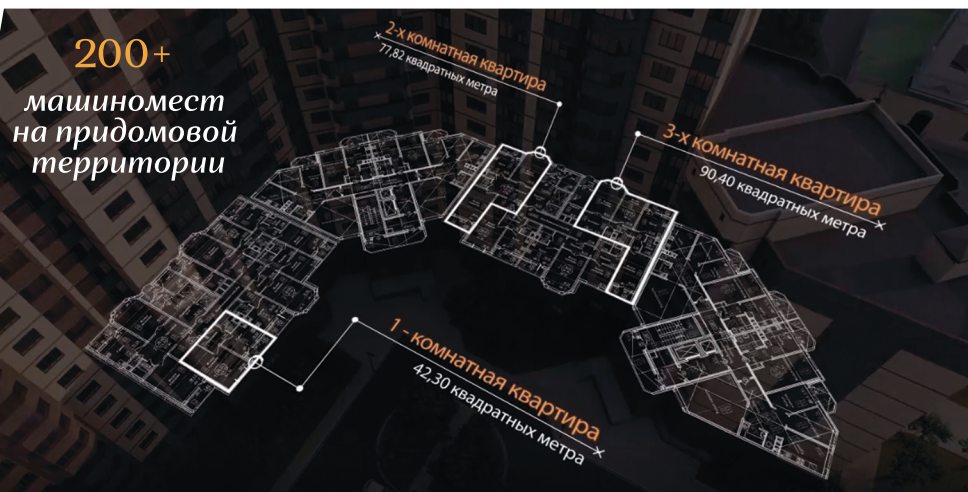 200+
машиномест
на придомовой
территории
2-х комнатная квартира
77,82 квадратных метра
3-х комнатная квартира
90,40 квадратных метра
1 - комнатная квартира
42,30 квадратных метра